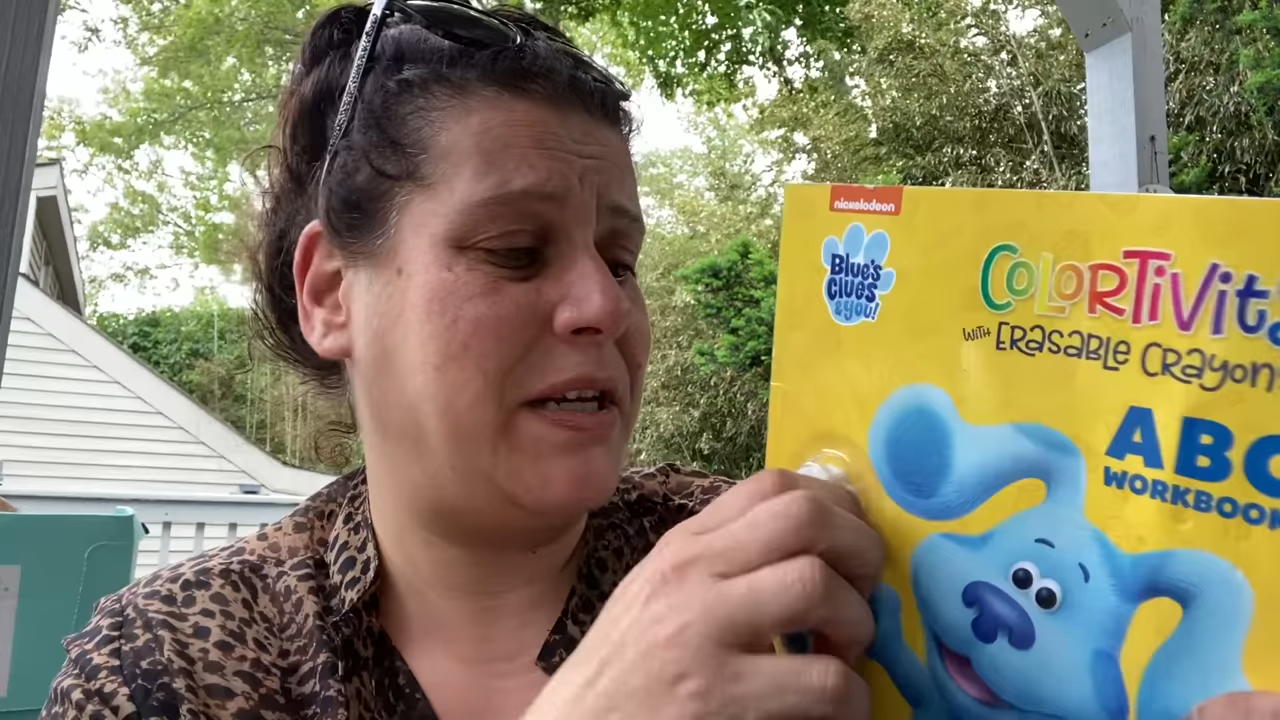 nickelodeon
Blue's
Clues
& you!
COLORTiVit
WitH ERaSaBLE CRayon
ABC
WORKBOOK